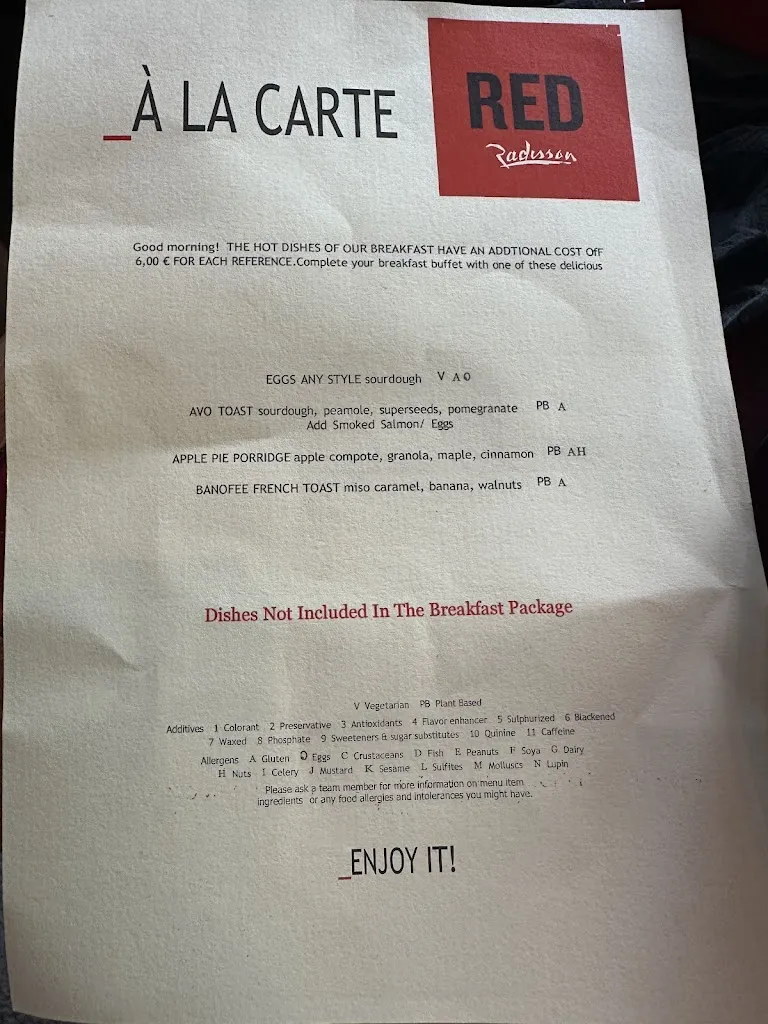 _À LA CARTE
RED
Radisson
Good morning! THE HOT DISHES OF OUR BREAKFAST HAVE AN ADDTIONAL COST OfF
6,00 € FOR EACH REFERENCE.Complete your breakfast buffet with one of these delicious
EGGS ANY STYLE sourdough V A O
AVO TOAST sourdough, peamole, superseeds, pomegranate PB A
Add Smoked Salmon/ Eggs
APPLE PIE PORRIDGE apple compote, granola, maple, cinnamon PB AH
BANOFEE FRENCH TOAST miso caramel, banana, walnuts PB A
Dishes Not Included In The Breakfast Package
V Vegetarian PB Plant Based
Additives 1 Colorant 2 Preservative 3 Antioxidants 4 Flavor enhancer 5 Sulphurized 6 Blackened
7 Waxed 8 Phosphate 9 Sweeteners & sugar substitutes 10 Quinine 11 Caffeine
Allergens A Gluten O Eggs C Crustaceans D Fish E Peanuts F Soya G Dairy
H Nuts I Celery J Mustard K Sesame L Sulfites M Molluscs N Lupin
Please ask a team member for more information on menu item
ingredients or any food allergies and intolerances you might have.
_ENJOY IT!